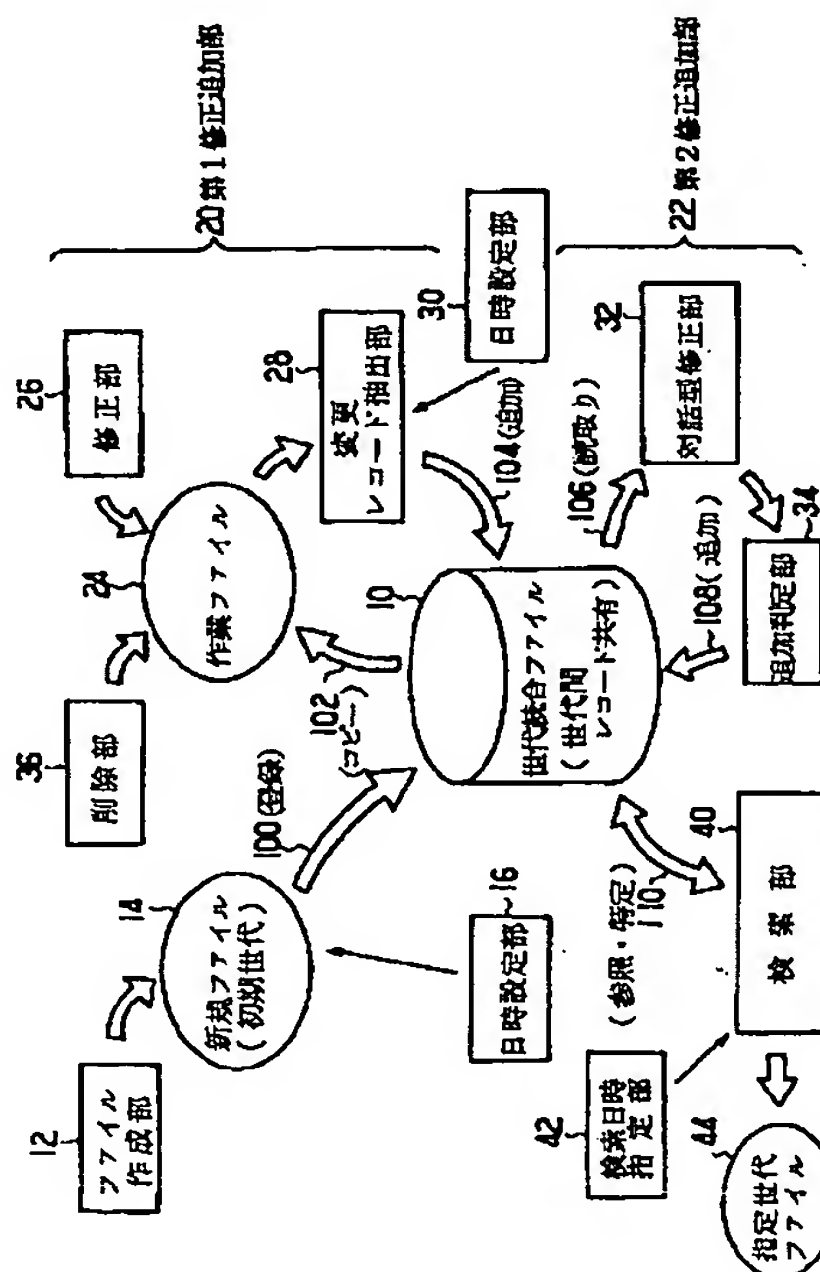 12
ファイル
作成部
14
新規ファイル
(初期世代)
16
日時設定部
100(登録)
36
削除部
24
作業ファイル
26
修正部
102
(コピー)
10
世代統合ファイル
(世代間
レコード共有)
28
変更
レコード抽出部
30
日時設定部
104(追加)
20 第1修正追加部
106(読取り)
32
対話型修正部
34
追加判定部
108(追加)
22 第2修正追加部
(参照・特定)
110
40
検索部
42
検索日時
指定部
44
指定世代
ファイル